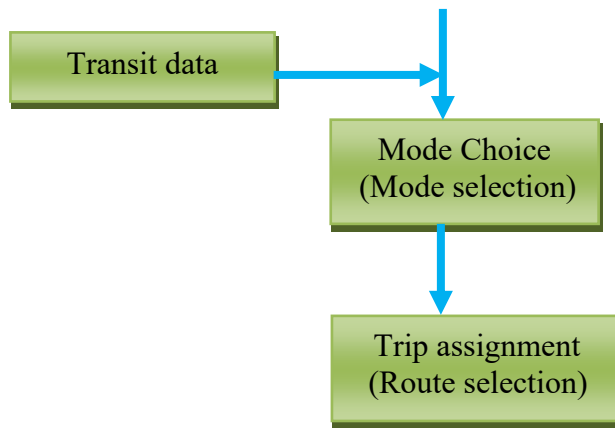 Transit data
Mode Choice
(Mode selection)
Trip assignment
(Route selection)